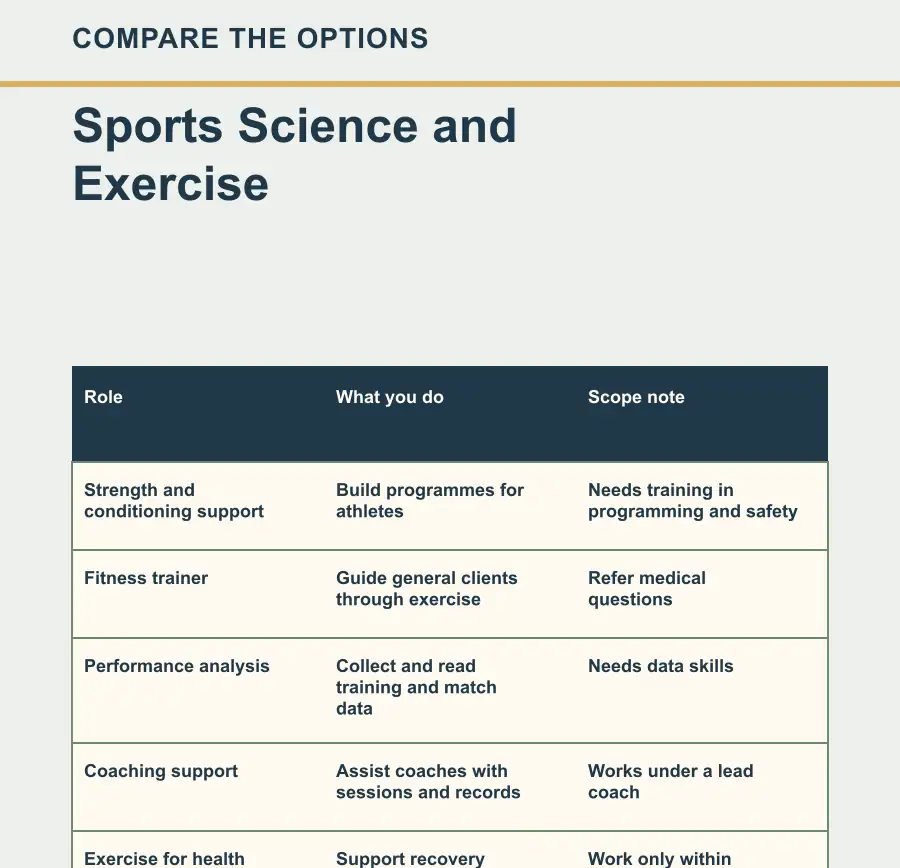 COMPARE THE OPTIONS
Sports Science and
Exercise
Role What you do Scope note
Strength and Build programmes for Needs training in
conditioning support athletes programming and safety
Fitness trainer Guide general clients Refer medical
through exercise questions
Performance analysis Collect and read Needs data skills
training and match
data
Coaching support Assist coaches with Works under a lead
sessions and records coach
Exercise for health Support recovery Work only within